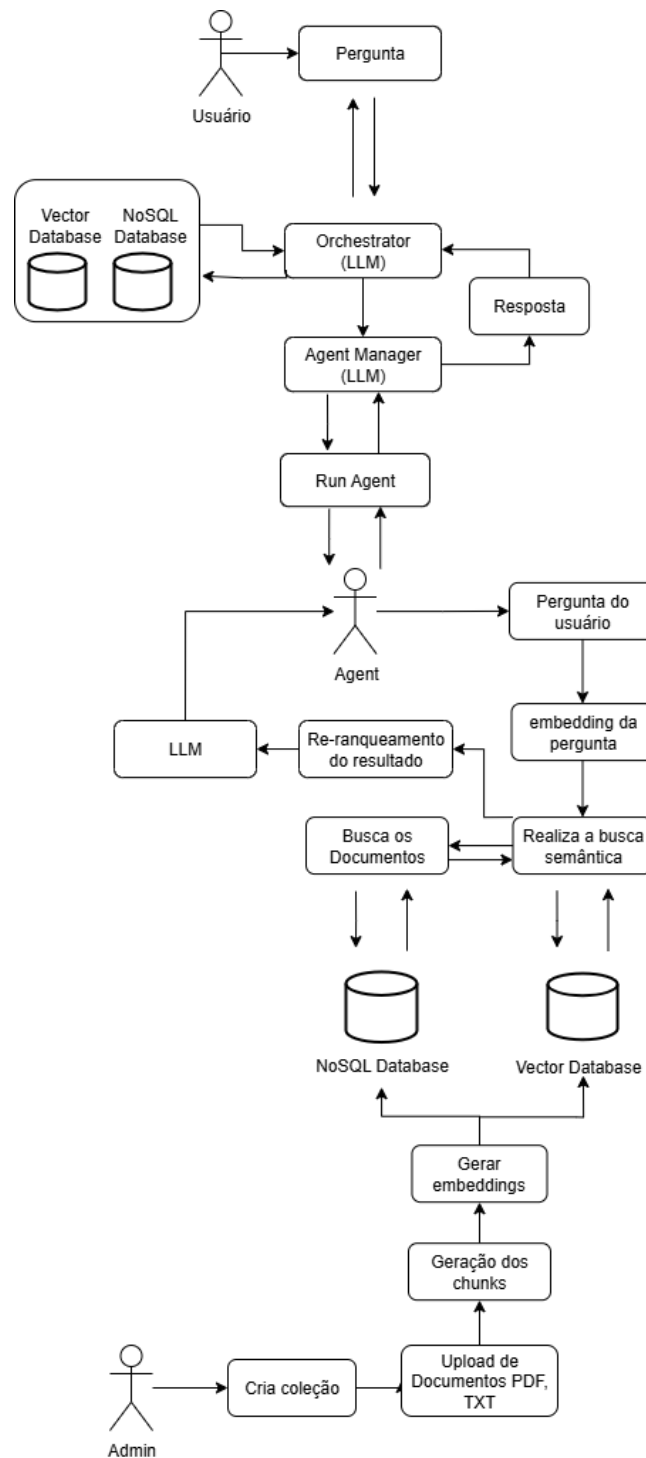 Pergunta
Usuário
Vector
Database
NoSQL
Database
Orchestrator
(LLM)
Resposta
Agent Manager
(LLM)
Run Agent
Agent
Pergunta do
usuário
LLM
Re-ranqueamento
do resultado
embedding da
pergunta
Busca os
Documentos
Realiza a busca
semântica
NoSQL Database
Vector Database
Gerar
embeddings
Geração dos
chunks
Admin
Cria coleção
Upload de
Documentos PDF,
TXT